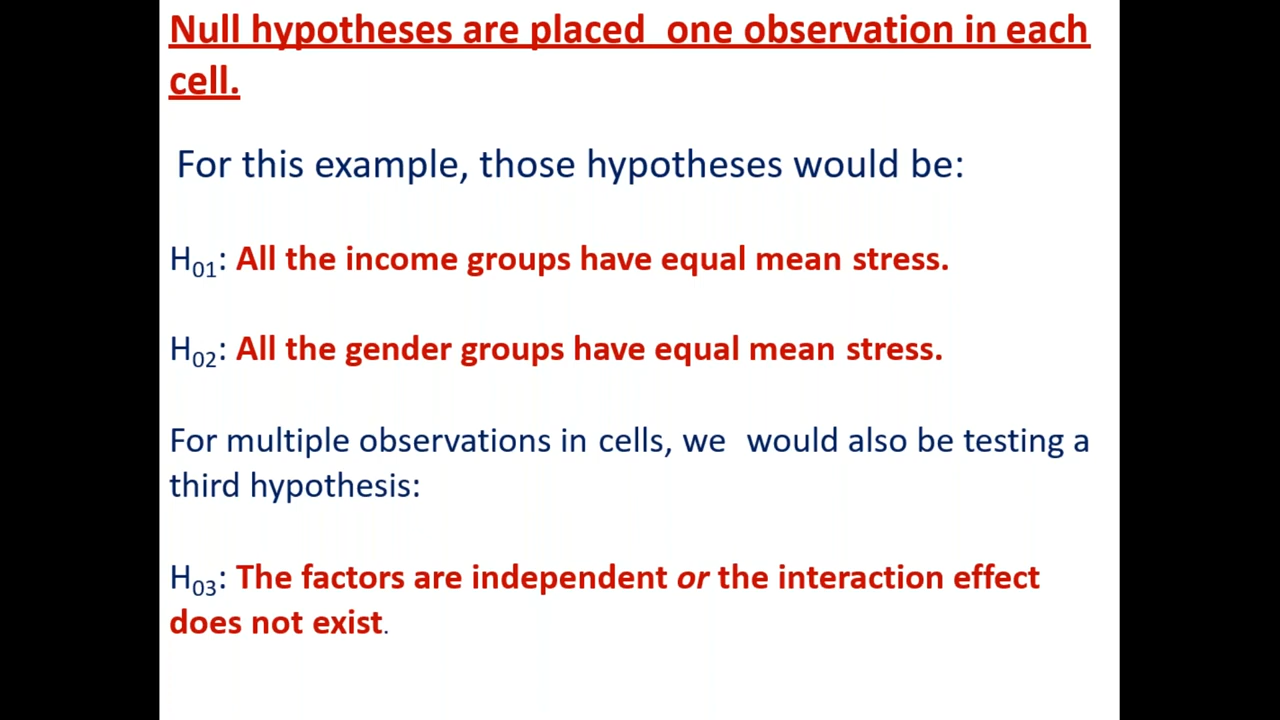 Null hypotheses are placed  one observation in each
cell.
For this example, those hypotheses would be:
H01: All the income groups have equal mean stress.
H02: All the gender groups have equal mean stress.
For multiple observations in cells, we  would also be testing a
third hypothesis:
H03: The factors are independent or the interaction effect
does not exist.